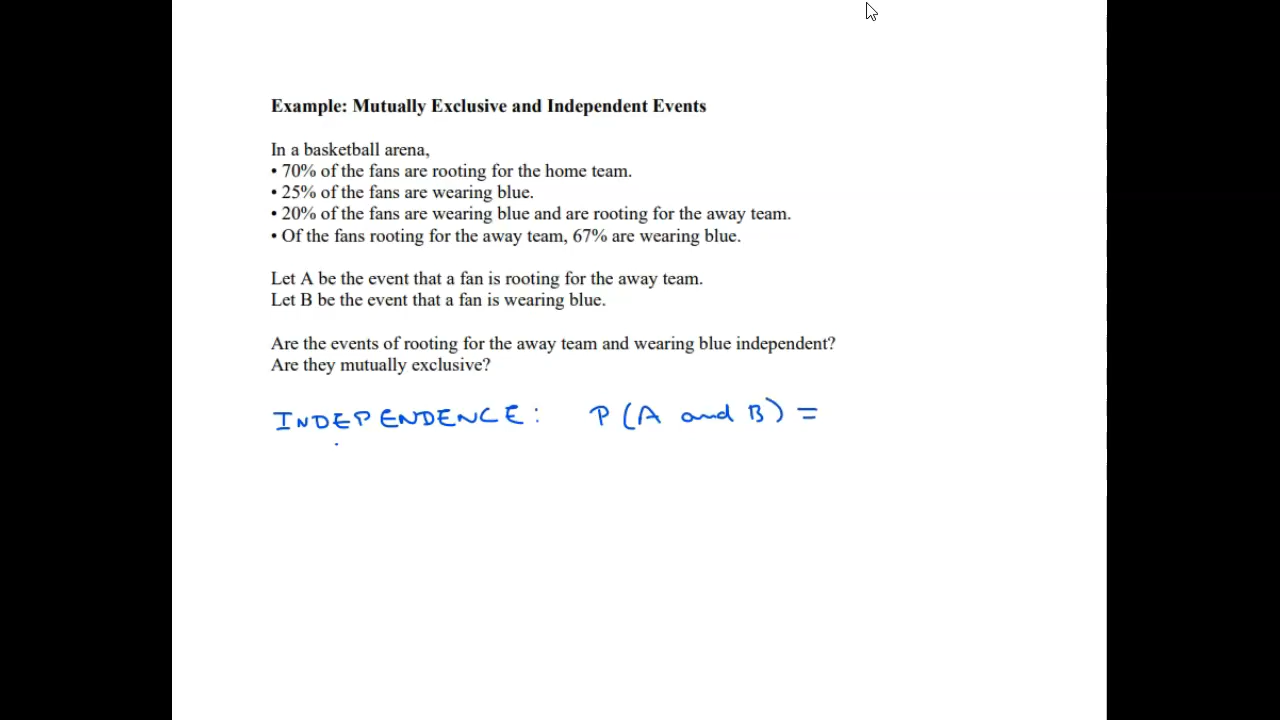 Example: Mutually Exclusive and Independent Events
In a basketball arena,
• 70% of the fans are rooting for the home team.
• 25% of the fans are wearing blue.
• 20% of the fans are wearing blue and are rooting for the away team.
• Of the fans rooting for the away team, 67% are wearing blue.
Let A be the event that a fan is rooting for the away team.
Let B be the event that a fan is wearing blue.
Are the events of rooting for the away team and wearing blue independent?
Are they mutually exclusive?
INDEPENDENCE: P(A and B) =